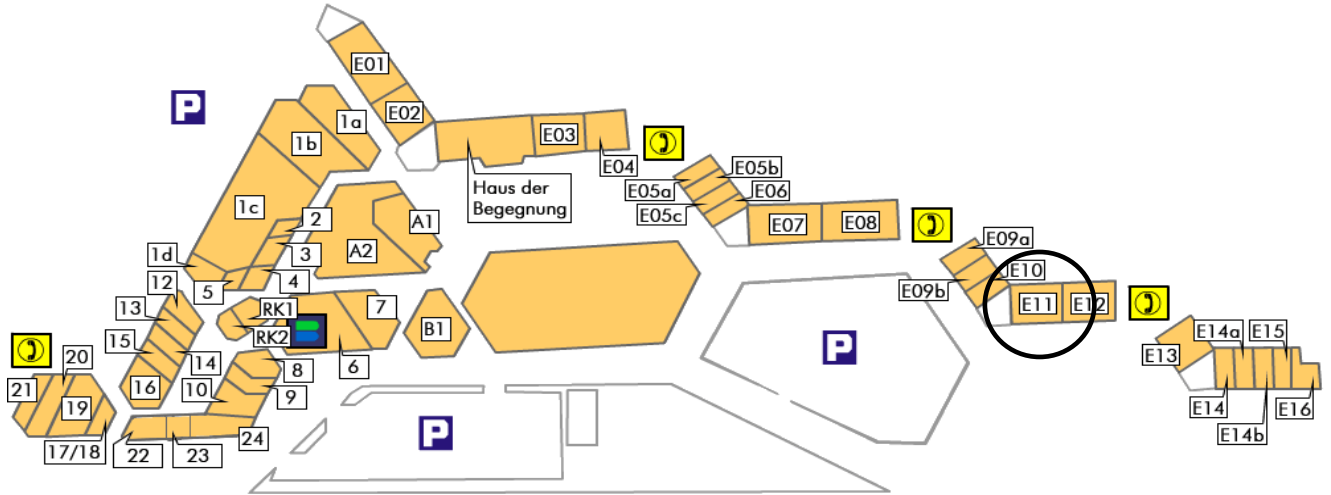 E01
E02
1a
1b
P
E03
E04
Haus der
Begegnung
E05b
E05a
E06
E05c
1c
2
A1
A2
3
E07
E08
1d
4
5
12
E09a
E10
E09b
13
RK1
7
RK2
B1
E11
E12
15
14
6
P
E13
E14a
E15
20
8
21
16
10
9
19
E14
E16
E14b
24
P
17/18
22
23